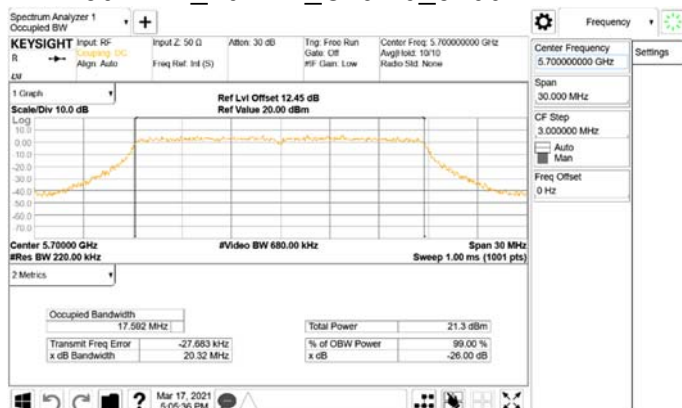 Spectrum Analyzer 1
Occupied BW
Frequency
KEYSIGHT
Input: RF
Coupling: DC
Align: Auto
Input Z: 50 Ω
Freq Ref: Int (S)
Atten: 30 dB
Trig: Free Run
Gate: Off
#IF Gain: Low
Center Freq: 5.700000000 GHz
Avg|Hold: 10/10
Radio Std: None
R
LXI
Center Frequency
5.700000000 GHz
Settings
Span
30.000 MHz
CF Step
3.000000 MHz
Auto
Man
Freq Offset
0 Hz
1 Graph
Scale/Div 10.0 dB
Ref Lvl Offset 12.45 dB
Ref Value 20.00 dBm
Log
10.0
0.00
-10.0
-20.0
-30.0
-40.0
-50.0
-60.0
-70.0
Center 5.70000 GHz
#Res BW 220.00 kHz
#Video BW 680.00 kHz
Span 30 MHz
Sweep 1.00 ms (1001 pts)
2 Metrics
Occupied Bandwidth
17.592 MHz
Total Power 21.3 dBm
Transmit Freq Error -27.683 kHz
% of OBW Power 99.00 %
x dB Bandwidth 20.32 MHz
x dB -26.00 dB
Mar 17, 2021
5:05:36 PM